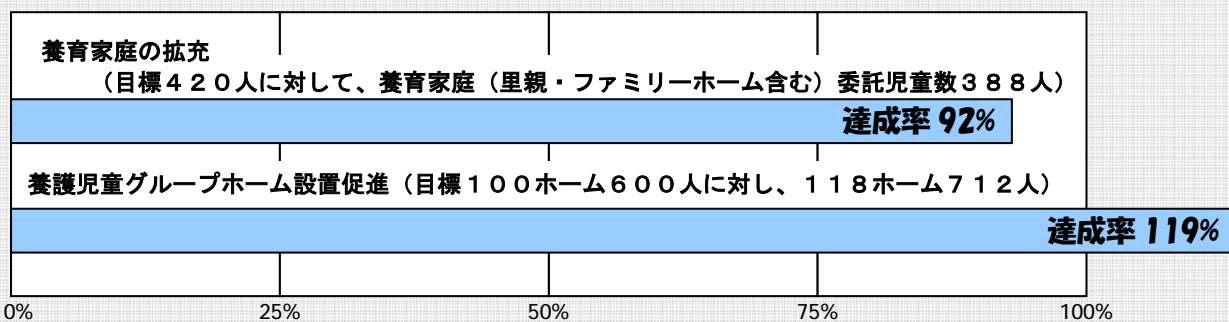 養育家庭の拡充
（目標４２０人に対して、養育家庭（里親・ファミリーホーム含む）委託児童数３８８人）
達成率 92%
養護児童グループホーム設置促進（目標１００ホーム６００人に対し、１１８ホーム７１２人）
達成率 119%
0% 25% 50% 75% 100%